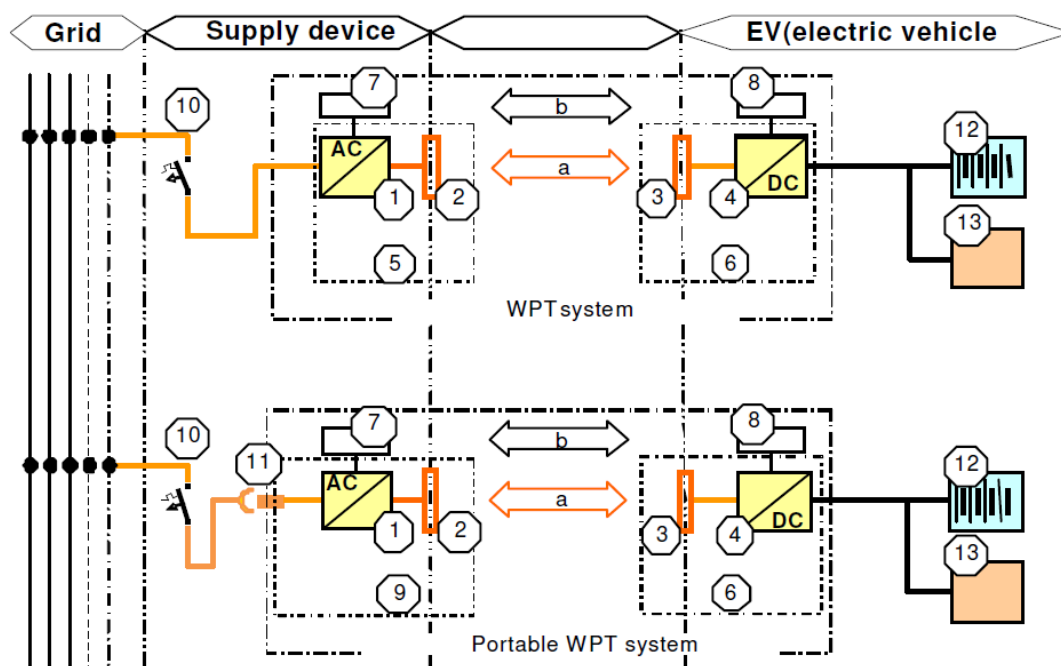 Grid
Supply device
EV(electric vehicle
7
8
10
b
12
AC
a
1
2
3
4
DC
13
5
6
WPT system
7
8
10
b
11
12
AC
a
1
2
3
4
DC
13
9
6
Portable WPT system